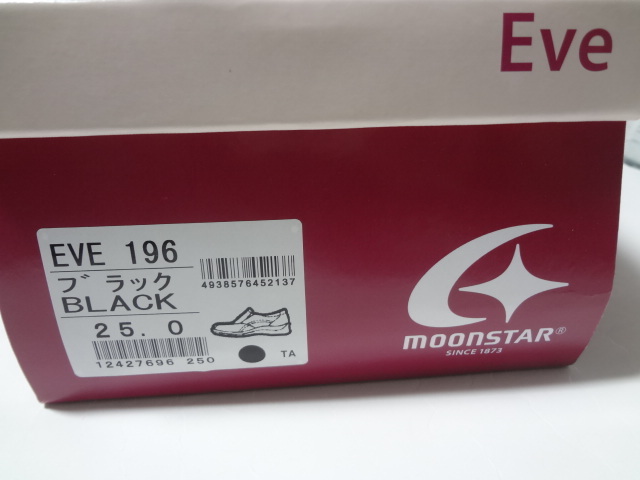 Eve
EVE 196
ブラック
BLACK
4938576452137
25.0
TA
12427696 250
MOONSTAR®
SINCE 1873